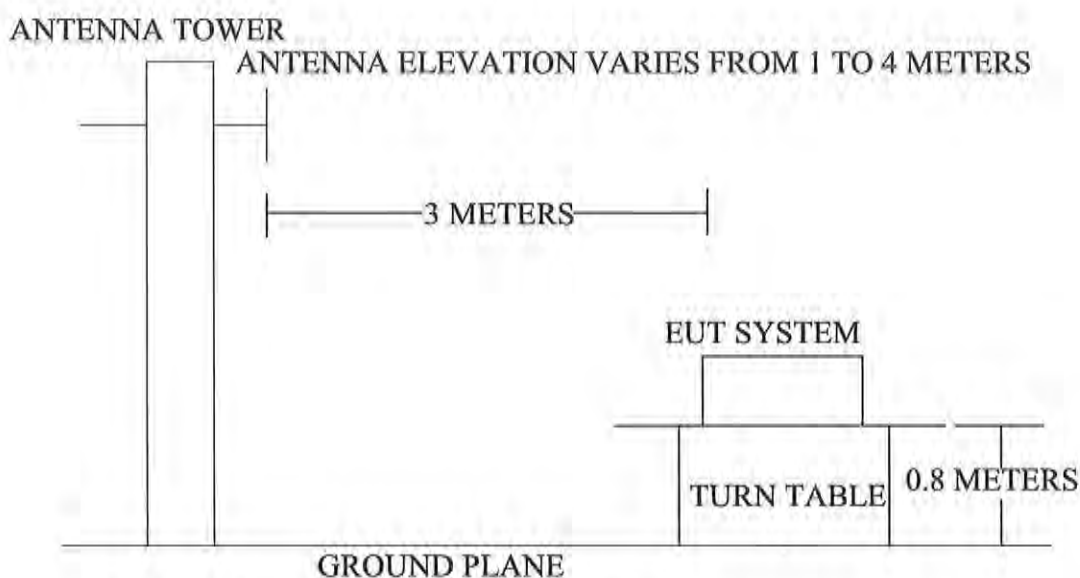 ANTENNA TOWER
ANTENNA ELEVATION VARIES FROM 1 TO 4 METERS
3 METERS
EUT SYSTEM
0.8 METERS
TURN TABLE
GROUND PLANE